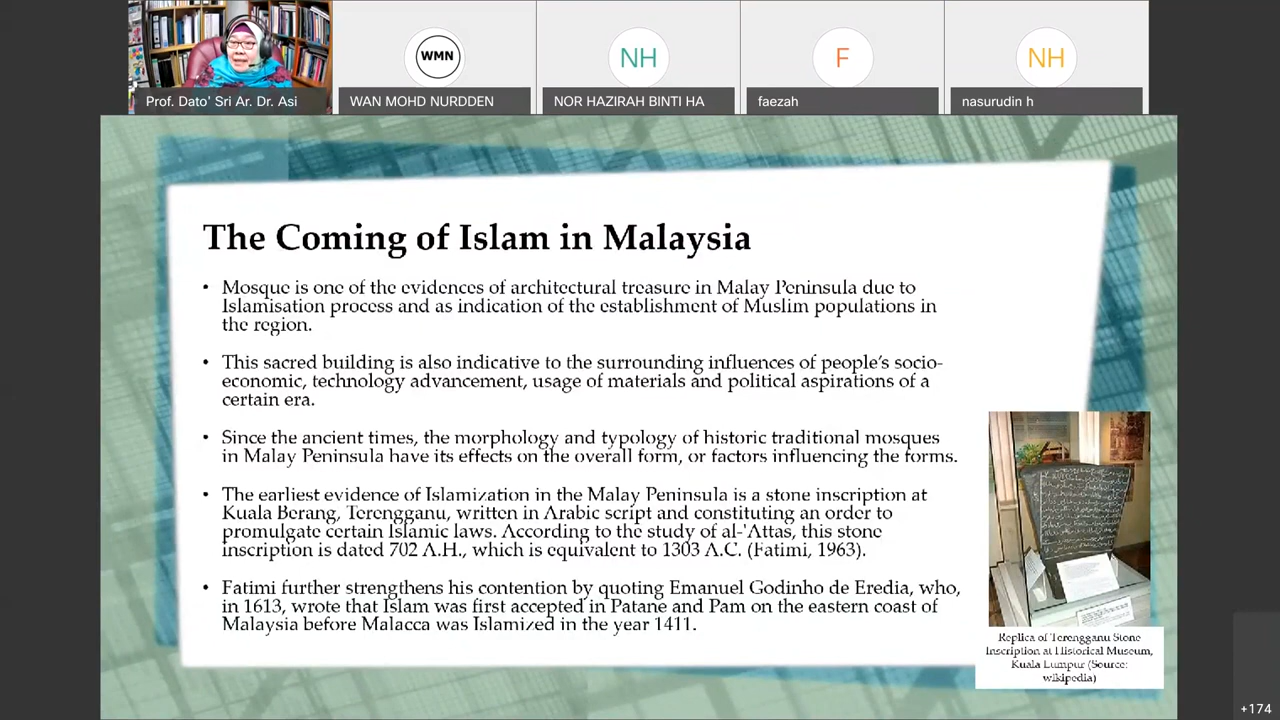 WMN
NH
F
NH
Prof. Dato' Sri Ar. Dr. Asi
WAN MOHD NURDDEN
NOR HAZIRAH BINTI HA
faezah
nasurudin h
The Coming of Islam in Malaysia
• Mosque is one of the evidences of architectural treasure in Malay Peninsula due to
Islamisation process and as indication of the establishment of Muslim populations in
the region.
• This sacred building is also indicative to the surrounding influences of people's socio-
economic, technology advancement, usage of materials and political aspirations of a
certain era.
• Since the ancient times, the morphology and typology of historic traditional mosques
in Malay Peninsula have its effects on the overall form, or factors influencing the forms.
• The earliest evidence of Islamization in the Malay Peninsula is a stone inscription at
Kuala Berang, Terengganu, written in Arabic script and constituting an order to
promulgate certain Islamic laws. According to the study of al-'Attas, this stone
inscription is dated 702 A.H., which is equivalent to 1303 A.C. (Fatimi, 1963).
• Fatimi further strengthens his contention by quoting Emanuel Godinho de Eredia, who,
in 1613, wrote that Islam was first accepted in Patane and Pam on the eastern coast of
Malaysia before Malacca was Islamized in the year 1411.
Replica of Terengganu Stone
Inscription at Historical Museum,
Kuala Lumpur (Source:
wikipedia)
+174